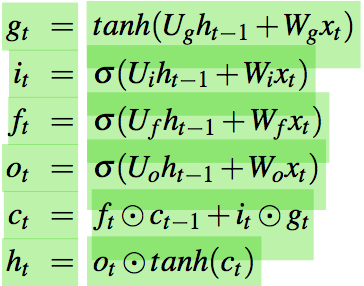 g_t = tanh(U_g h_{t−1} + W_g x_t)
i_t = σ(U_i h_{t−1} + W_i x_t)
f_t = σ(U_f h_{t−1} + W_f x_t)
o_t = σ(U_o h_{t−1} + W_o x_t)
c_t = f_t ⊙ c_{t−1} + i_t ⊙ g_t
h_t = o_t ⊙ tanh(c_t)